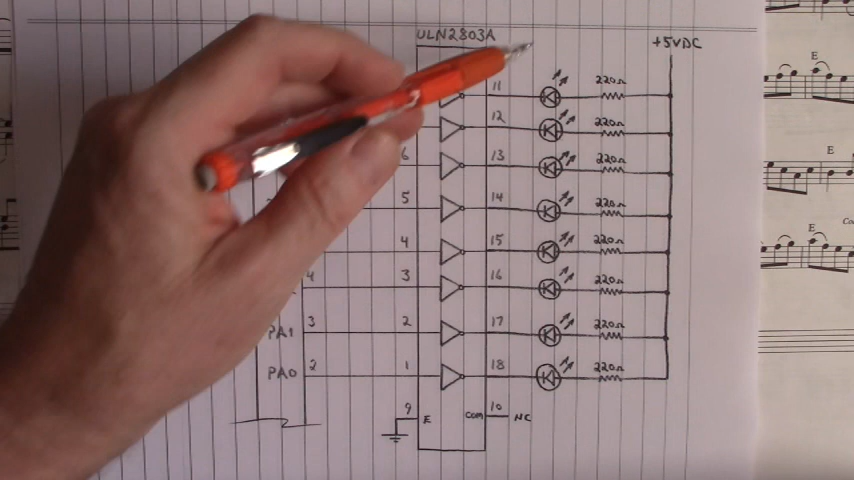 ULN2803A
+5VDC
11 220Ω
12 220Ω
6 13 220Ω
5 14 220Ω
4 15 220Ω
4 3 16 220Ω
PA1 3 2 17 220Ω
PA0 2 1 18 220Ω
9 E COM 10 NC
E
E
E